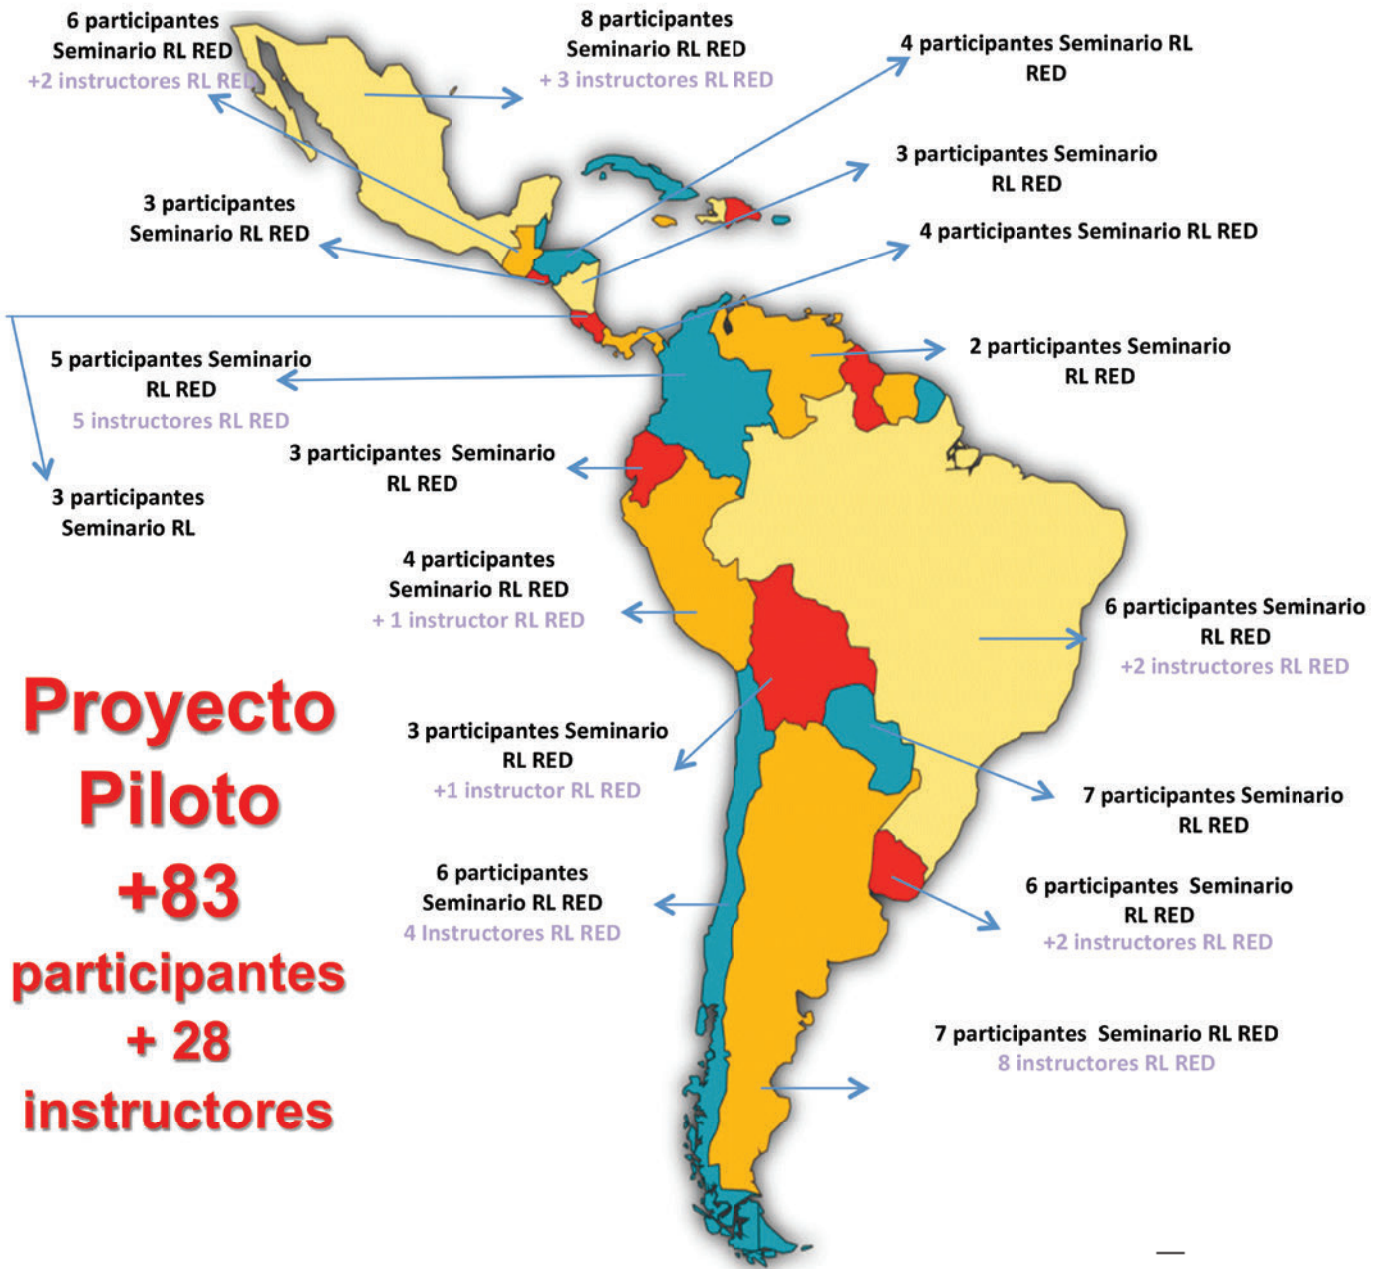 6 participantes
Seminario RL RED
+2 instructores RL RED
8 participantes
Seminario RL RED
+ 3 instructores RL RED
4 participantes Seminario RL
RED
3 participantes Seminario
RL RED
3 participantes
Seminario RL RED
4 participantes Seminario RL RED
5 participantes Seminario
RL RED
5 instructores RL RED
2 participantes Seminario
RL RED
3 participantes Seminario
RL RED
3 participantes
Seminario RL
4 participantes
Seminario RL RED
+ 1 instructor RL RED
6 participantes Seminario
RL RED
+2 instructores RL RED
3 participantes Seminario
RL RED
+1 instructor RL RED
7 participantes Seminario
RL RED
6 participantes
Seminario RL RED
4 Instructores RL RED
6 participantes Seminario
RL RED
+2 instructores RL RED
7 participantes Seminario RL RED
8 instructores RL RED
Proyecto
Piloto
+83
participantes
+ 28
instructores